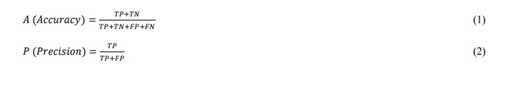 A (Accuracy) = TP+TN / TP+TN+FP+FN (1)
P (Precision) = TP / TP+FP (2)